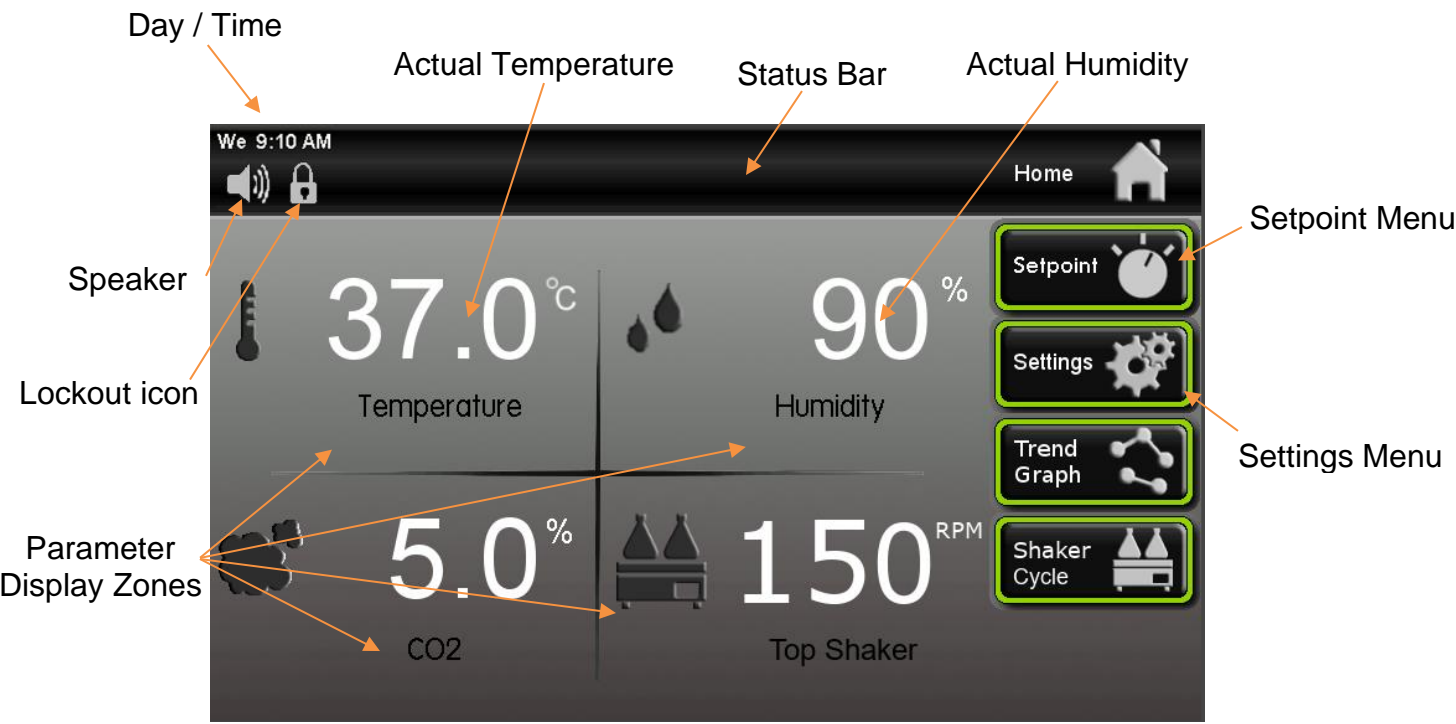 Day / Time
Actual Temperature
Status Bar
Actual Humidity
We 9:10 AM
Home
Setpoint Menu
Speaker
37.0 °C
90 %
Setpoint
Lockout icon
Temperature
Humidity
Settings
Settings Menu
Trend
Graph
Parameter
Display Zones
5.0 %
150 RPM
Shaker
Cycle
CO2
Top Shaker